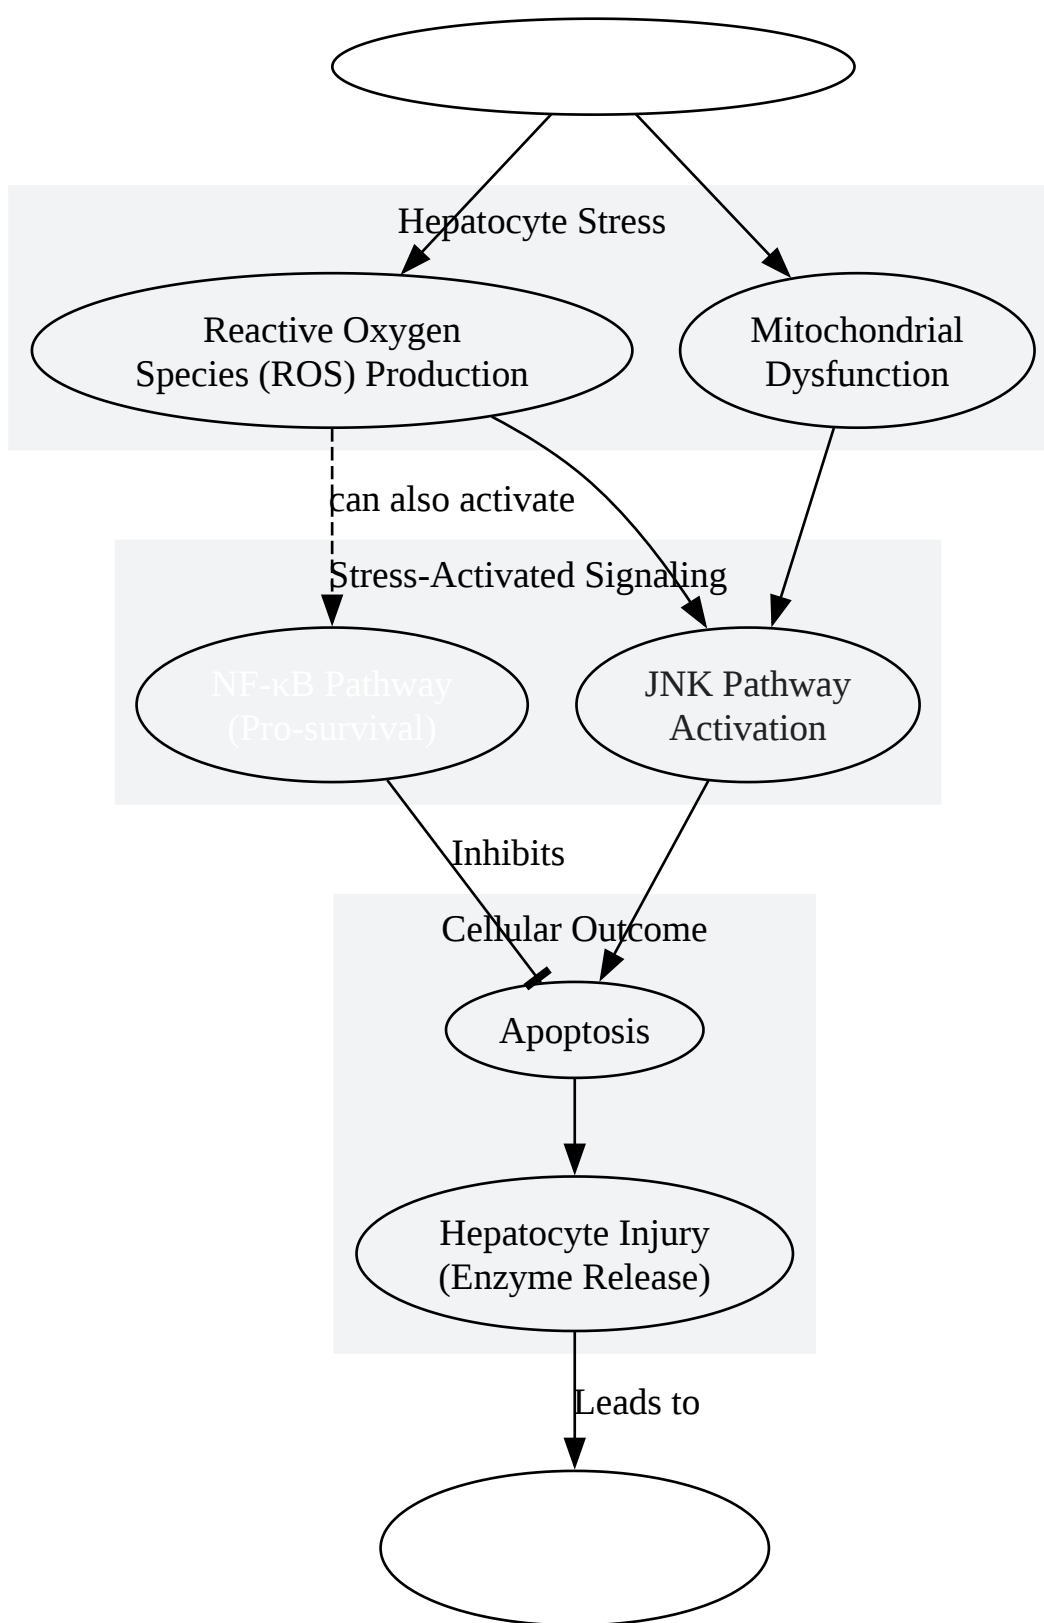 Hepatocyte Stress
Reactive Oxygen
Species (ROS) Production
Mitochondrial
Dysfunction
can also activate
Stress-Activated Signaling
NF-κB Pathway
(Pro-survival)
JNK Pathway
Activation
Inhibits
Cellular Outcome
Apoptosis
Hepatocyte Injury
(Enzyme Release)
Leads to